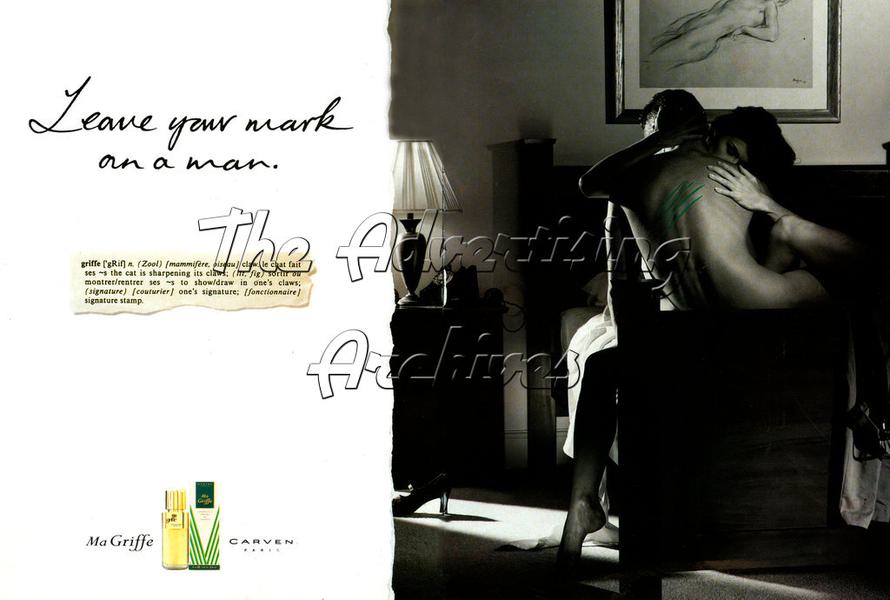 Leave your mark
on a man.
griffe ['gRif] n. (Zool) [mammifère, oiseau] claw, le chat fait
ses ~s the cat is sharpening its claws; (lit, fig) sortir ou
montrer/rentrer ses ~s to show/draw in one's claws;
(signature) [couturier] one's signature; [fonctionnaire]
signature stamp.
The Advertising
Archives
Ma
Griffe
Ma Griffe
CARVEN
PARIS